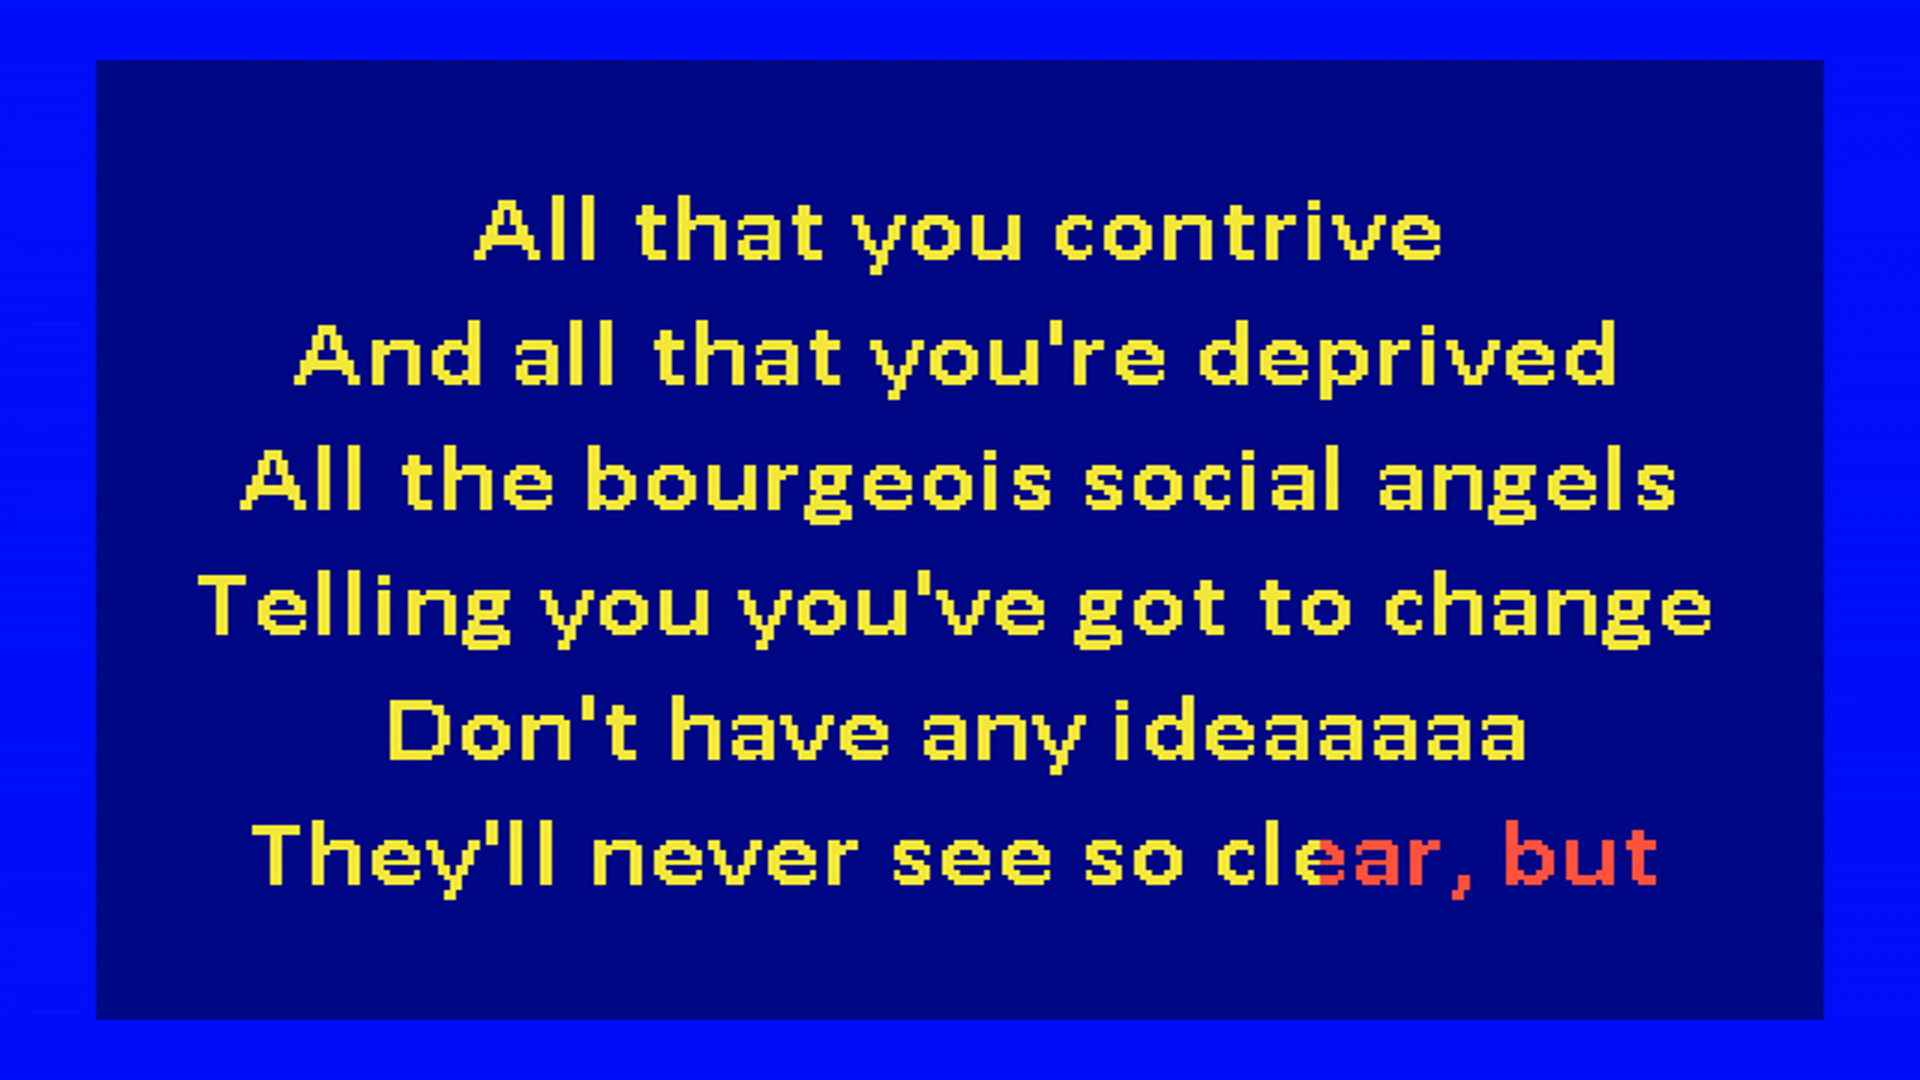 All that you contrive
And all that you're deprived
All the bourgeois social angels
Telling you you've got to change
Don't have any ideaaaaa
They'll never see so clear, but